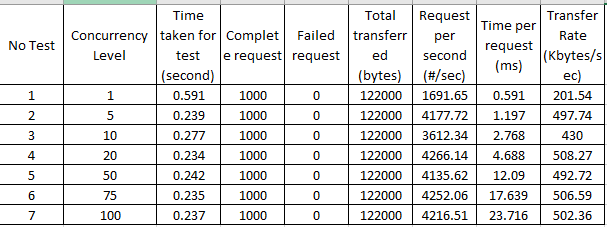 No Test Concurrency Level Time taken for test (second) Complet e request Failed request Total transferr ed (bytes) Request per second (#/sec) Time per request (ms) Transfer Rate (Kbytes/s ec)
1 1 0.591 1000 0 122000 1691.65 0.591 201.54
2 5 0.239 1000 0 122000 4177.72 1.197 497.74
3 10 0.277 1000 0 122000 3612.34 2.768 430
4 20 0.234 1000 0 122000 4266.14 4.688 508.27
5 50 0.242 1000 0 122000 4135.62 12.09 492.72
6 75 0.235 1000 0 122000 4252.06 17.639 506.59
7 100 0.237 1000 0 122000 4216.51 23.716 502.36